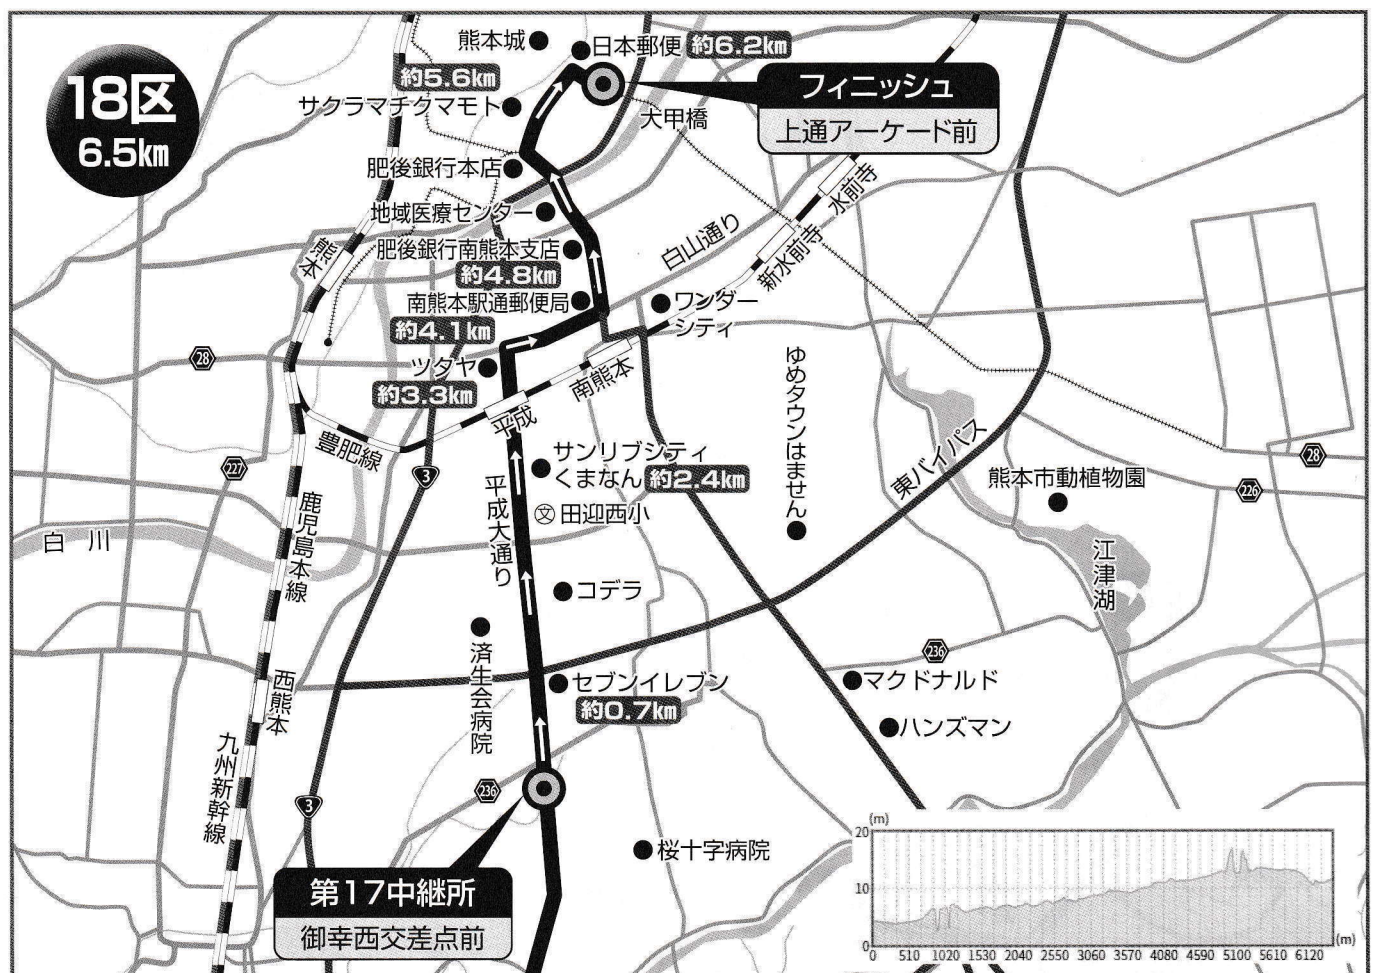 18区
6.5km
熊本城
日本郵便 約6.2km
約5.6km
サクラマチクマモト
大甲橋
フィニッシュ
上通アーケード前
肥後銀行本店
地域医療センター
肥後銀行南熊本支店
約4.8km
南熊本駅通郵便局
約4.1km
ツタヤ
約3.3km
熊本
白山通り
水前寺
新水前寺
ワンダー
シティ
南熊本
平成
豊肥線
28
227
3
サンリブシティ
くまなん 約2.4km
文 田迎西小
平成大通り
ゆめタウンはません
東バイパス
熊本市動植物園
28
226
江津湖
白川
鹿児島本線
コデラ
済生会病院
セブンイレブン
約0.7km
236
マクドナルド
ハンズマン
西熊本
九州新幹線
3
236
桜十字病院
第17中継所
御幸西交差点前
(m)
20
10
0
0 510 1020 1530 2040 2550 3060 3570 4080 4590 5100 5610 6120
(m)